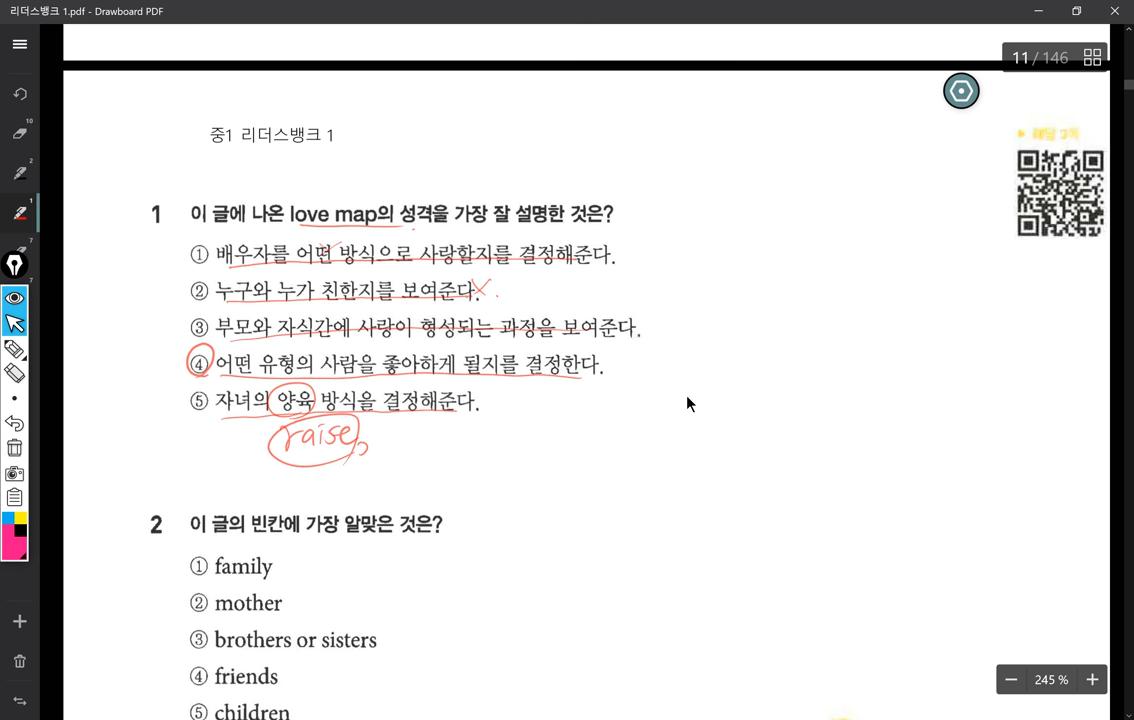 리더스뱅크 1.pdf - Drawboard PDF
11 / 146
10
2
1
7
7
중1 리더스뱅크 1
1 이 글에 나온 love map의 성격을 가장 잘 설명한 것은?
① 배우자를 어떤 방식으로 사랑할지를 결정해준다.
② 누구와 누가 친한지를 보여준다.
③ 부모와 자식간에 사랑이 형성되는 과정을 보여준다.
④ 어떤 유형의 사람을 좋아하게 될지를 결정한다.
⑤ 자녀의 양육 방식을 결정해준다.
raise
2 이 글의 빈칸에 가장 알맞은 것은?
① family
② mother
③ brothers or sisters
④ friends
⑤ children
245 %